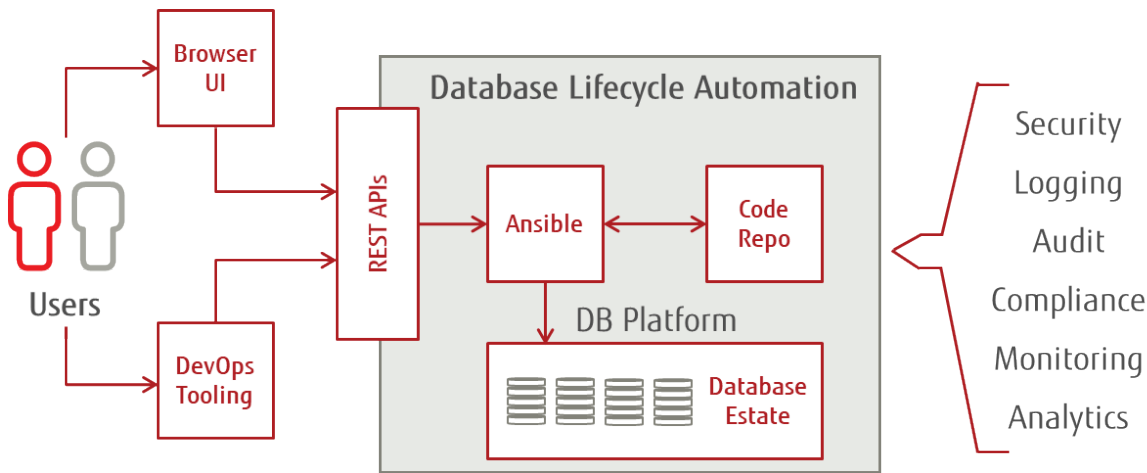 Browser
UI
Users
DevOps
Tooling
REST APIs
Database Lifecycle Automation
Ansible
Code
Repo
DB Platform
Database
Estate
Security
Logging
Audit
Compliance
Monitoring
Analytics